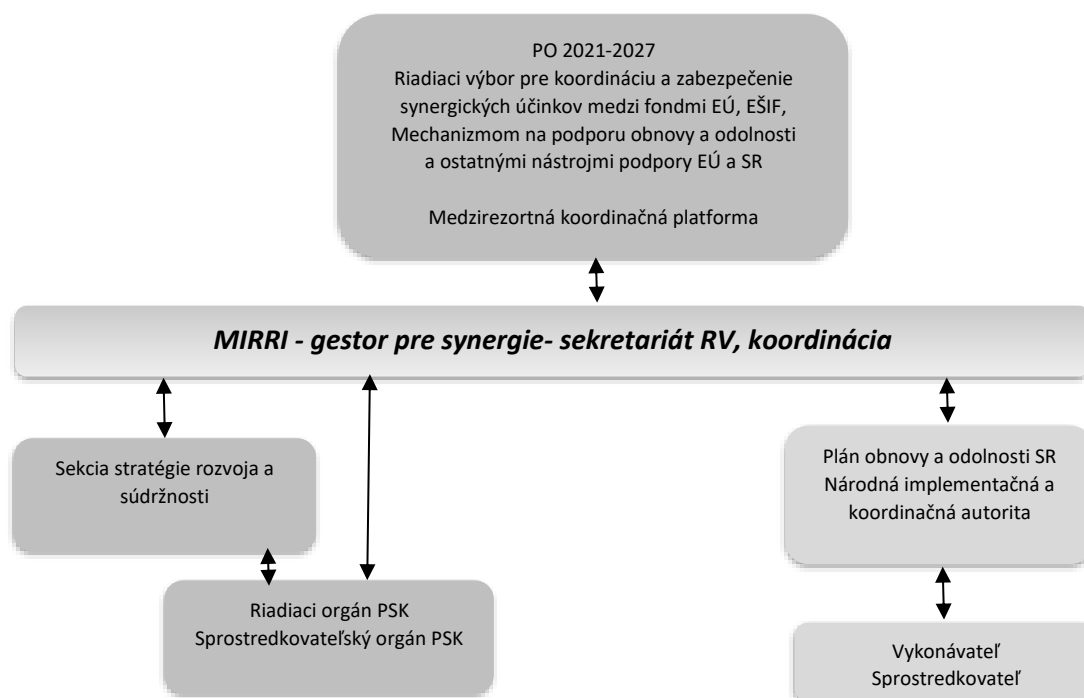 PO 2021-2027
Riadiaci výbor pre koordináciu a zabezpečenie
synergických účinkov medzi fondmi EÚ, EŠIF,
Mechanizmom na podporu obnovy a odolnosti
a ostatnými nástrojmi podpory EÚ a SR
Medzirezortná koordinačná platforma
MIRRI - gestor pre synergie- sekretariát RV, koordinácia
Sekcia stratégie rozvoja a
súdržnosti
Plán obnovy a odolnosti SR
Národná implementačná a
koordinačná autorita
Riadiaci orgán PSK
Sprostredkovateľský orgán PSK
Vykonávateľ
Sprostredkovateľ